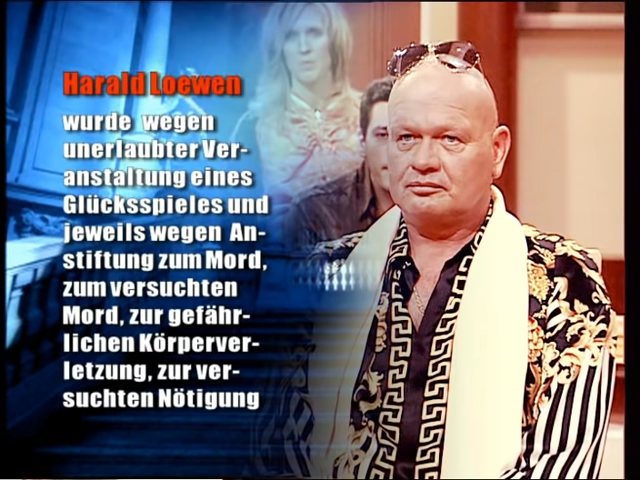 Harald Loewen
wurde wegen
unerlaubter Ver-
anstaltung eines
Glücksspieles und
jeweils wegen An-
stiftung zum Mord,
zum versuchten
Mord, zur gefähr-
lichen Körperver-
letzung, zur ver-
suchten Nötigung